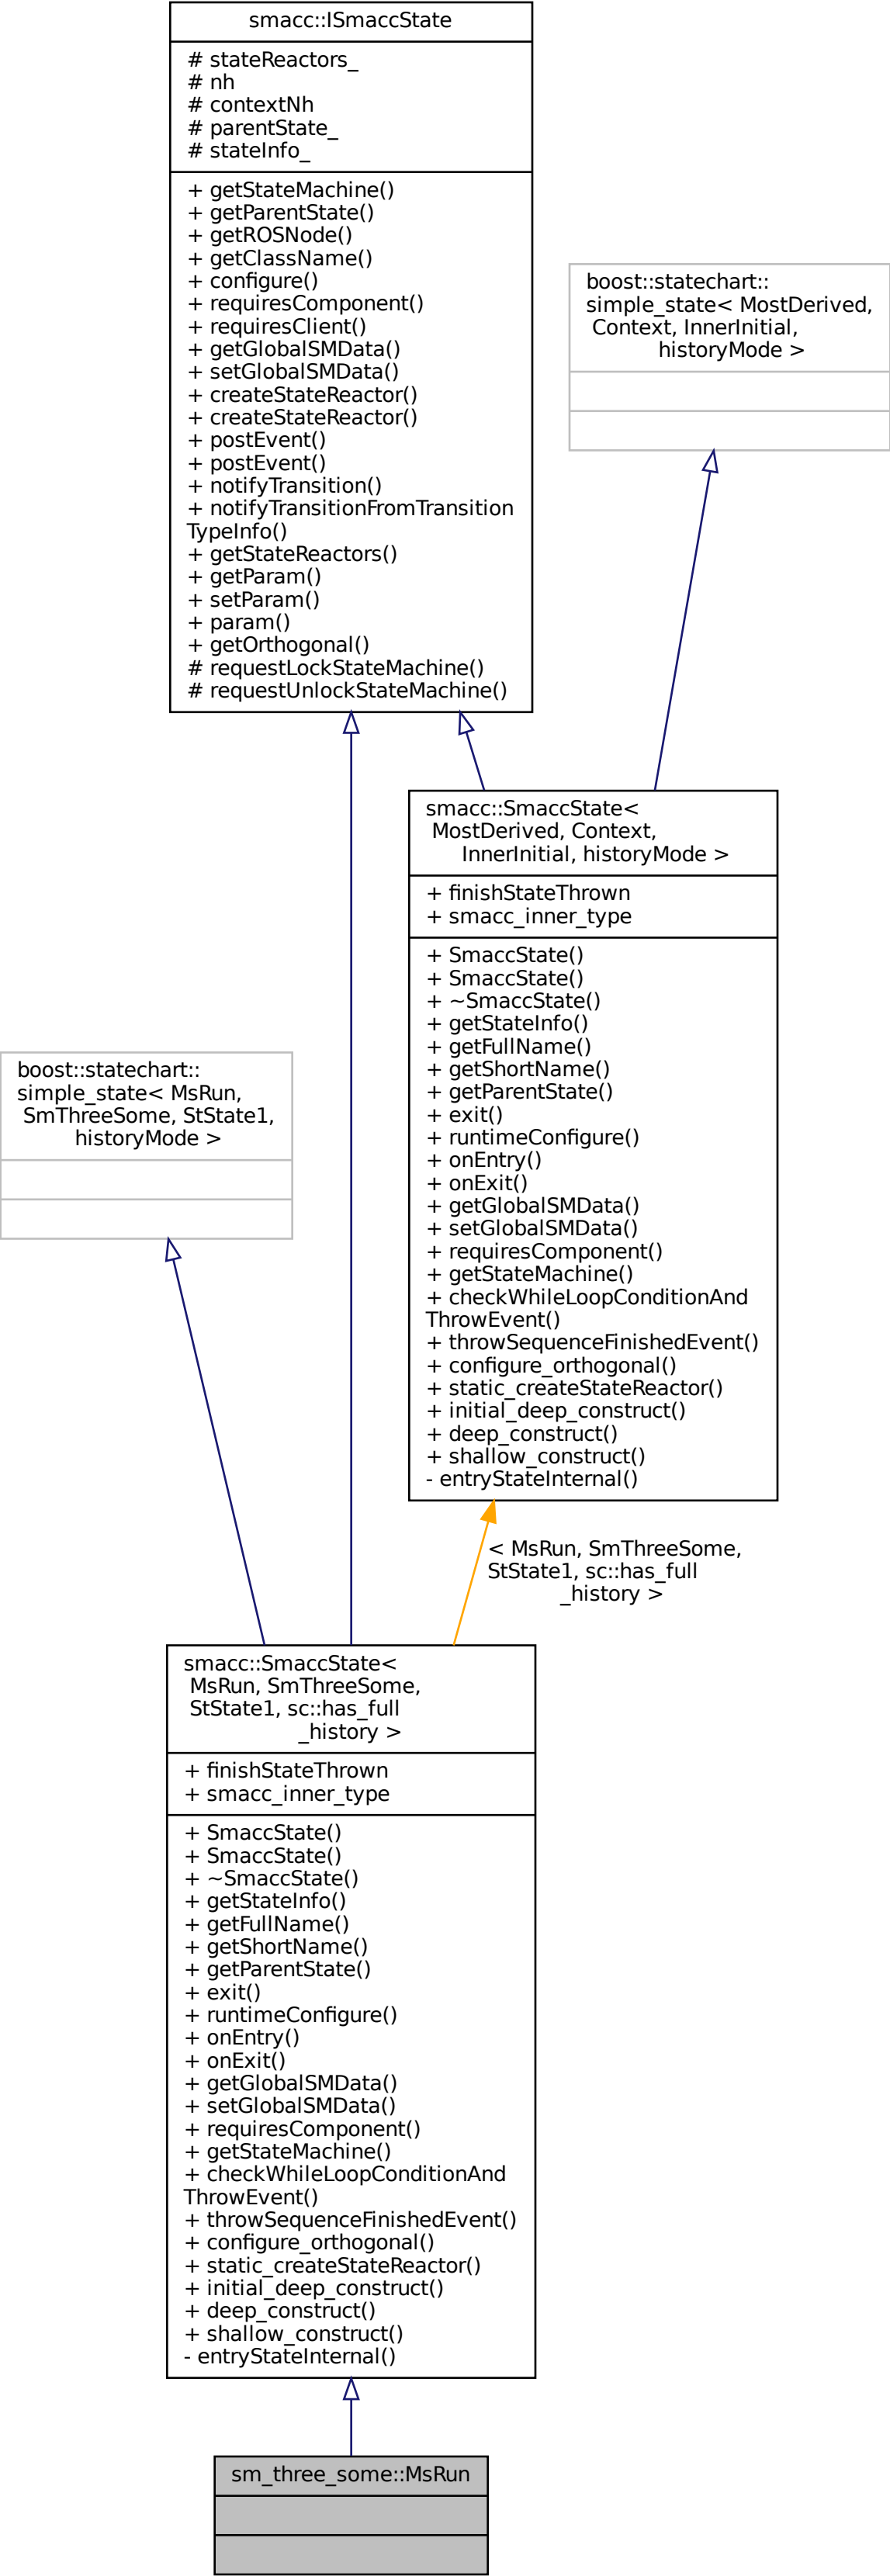 smacc::ISmaccState
# stateReactors_
# nh
# contextNh
# parentState_
# stateInfo_
+ getStateMachine()
+ getParentState()
+ getROSNode()
+ getClassName()
+ configure()
+ requiresComponent()
+ requiresClient()
+ getGlobalSMData()
+ setGlobalSMData()
+ createStateReactor()
+ createStateReactor()
+ postEvent()
+ postEvent()
+ notifyTransition()
+ notifyTransitionFromTransition
TypeInfo()
+ getStateReactors()
+ getParam()
+ setParam()
+ param()
+ getOrthogonal()
# requestLockStateMachine()
# requestUnlockStateMachine()
boost::statechart::
simple_state< MostDerived,
Context, InnerInitial,
historyMode >
smacc::SmaccState<
MostDerived, Context,
InnerInitial, historyMode >
+ finishStateThrown
+ smacc_inner_type
+ SmaccState()
+ SmaccState()
+ ~SmaccState()
+ getStateInfo()
+ getFullName()
+ getShortName()
+ getParentState()
+ exit()
+ runtimeConfigure()
+ onEntry()
+ onExit()
+ getGlobalSMData()
+ setGlobalSMData()
+ requiresComponent()
+ getStateMachine()
+ checkWhileLoopConditionAnd
ThrowEvent()
+ throwSequenceFinishedEvent()
+ configure_orthogonal()
+ static_createStateReactor()
+ initial_deep_construct()
+ deep_construct()
+ shallow_construct()
- entryStateInternal()
boost::statechart::
simple_state< MsRun,
SmThreeSome, StState1,
historyMode >
< MsRun, SmThreeSome,
StState1, sc::has_full
_history >
smacc::SmaccState<
MsRun, SmThreeSome,
StState1, sc::has_full
_history >
+ finishStateThrown
+ smacc_inner_type
+ SmaccState()
+ SmaccState()
+ ~SmaccState()
+ getStateInfo()
+ getFullName()
+ getShortName()
+ getParentState()
+ exit()
+ runtimeConfigure()
+ onEntry()
+ onExit()
+ getGlobalSMData()
+ setGlobalSMData()
+ requiresComponent()
+ getStateMachine()
+ checkWhileLoopConditionAnd
ThrowEvent()
+ throwSequenceFinishedEvent()
+ configure_orthogonal()
+ static_createStateReactor()
+ initial_deep_construct()
+ deep_construct()
+ shallow_construct()
- entryStateInternal()
sm_three_some::MsRun